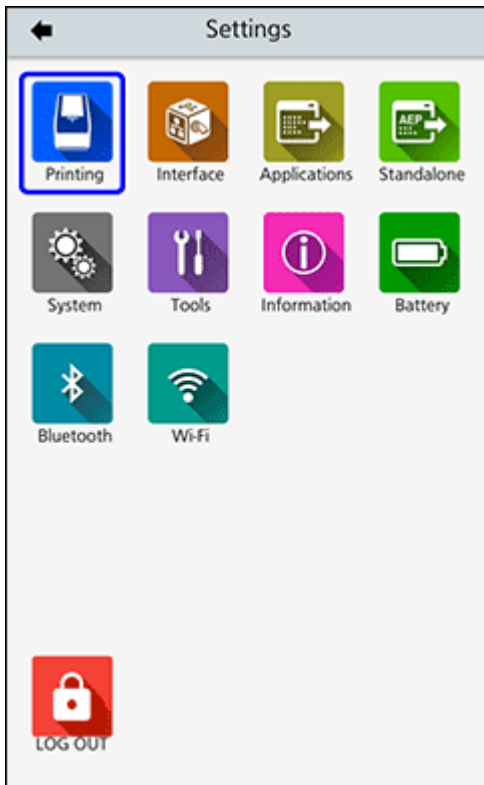 Settings
Printing
Interface
Applications
Standalone
AEP
System
Tools
Information
Battery
Bluetooth
Wi-Fi
LOG OUT